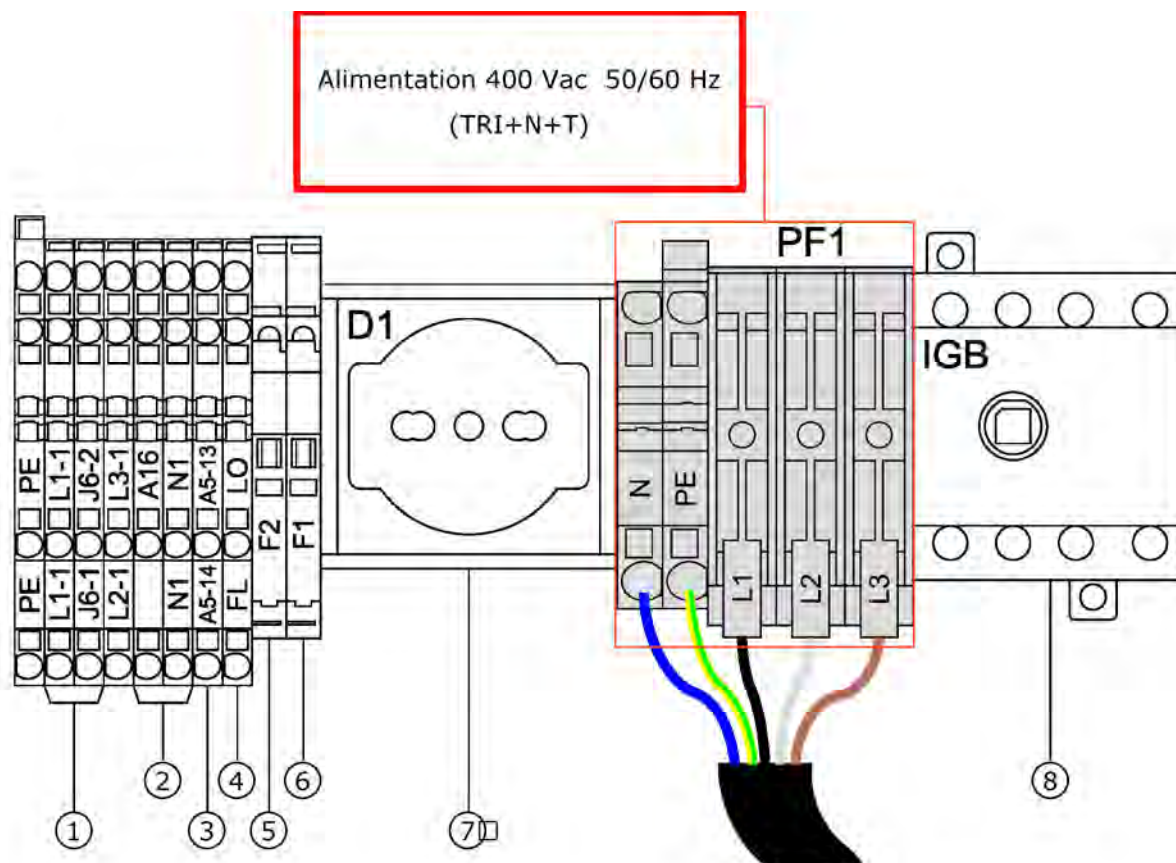 Alimentation 400 Vac  50/60 Hz
(TRI+N+T)
PF1
D1
IGB
PE L1-1 J6-2 L3-1 A16 N1 A5-13 LO
PE L1-1 J6-1 L2-1 N1 A5-14 FL
F2 F1
N PE
L1 L2 L3
1
2
3
4
5
6
7
8